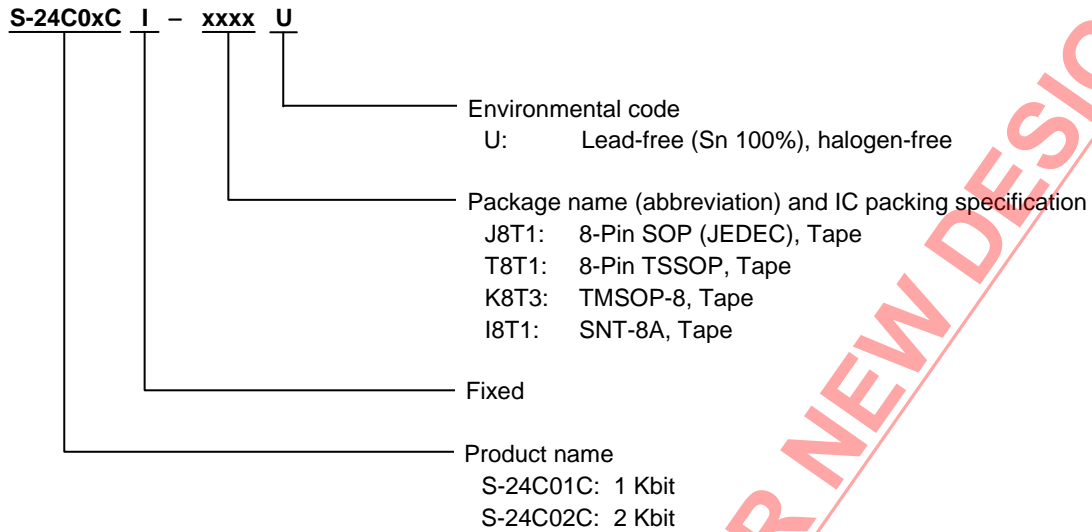 S-24C0xC I – xxxx U
Environmental code
U: Lead-free (Sn 100%), halogen-free
Package name (abbreviation) and IC packing specification
J8T1: 8-Pin SOP (JEDEC), Tape
T8T1: 8-Pin TSSOP, Tape
K8T3: TMSOP-8, Tape
I8T1: SNT-8A, Tape
Fixed
Product name
S-24C01C: 1 Kbit
S-24C02C: 2 Kbit
NEW